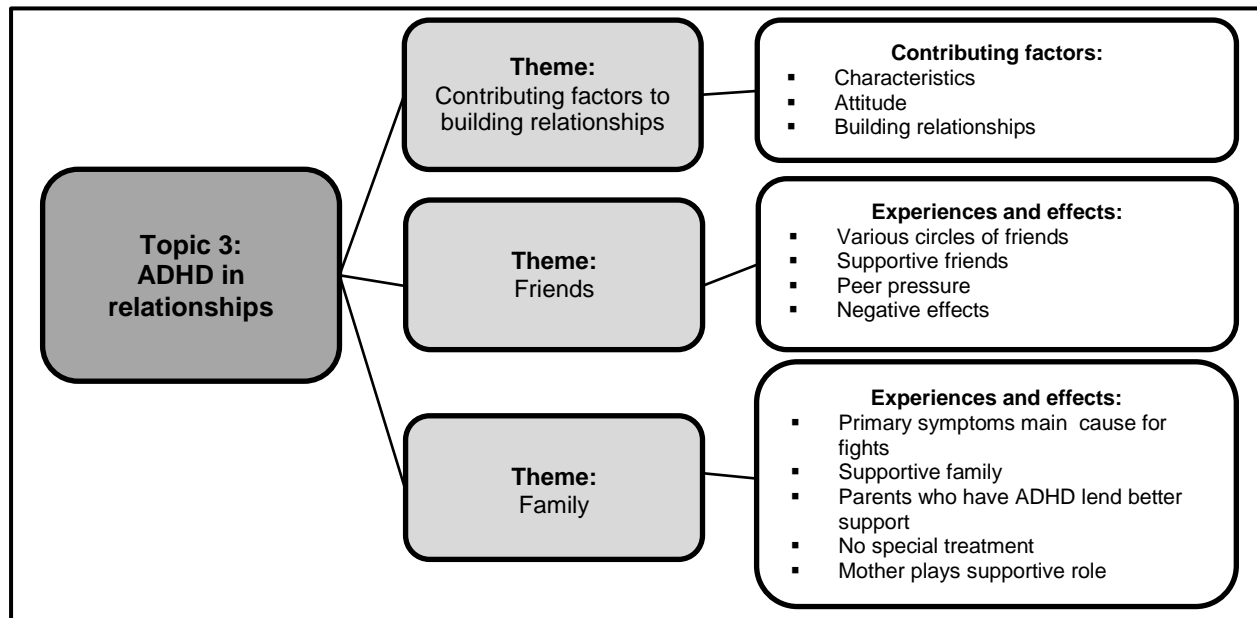 Topic 3:
ADHD in
relationships
Theme:
Contributing factors to
building relationships
Contributing factors:
▪ Characteristics
▪ Attitude
▪ Building relationships
Theme:
Friends
Experiences and effects:
▪ Various circles of friends
▪ Supportive friends
▪ Peer pressure
▪ Negative effects
Theme:
Family
Experiences and effects:
▪ Primary symptoms main cause for
fights
▪ Supportive family
▪ Parents who have ADHD lend better
support
▪ No special treatment
▪ Mother plays supportive role